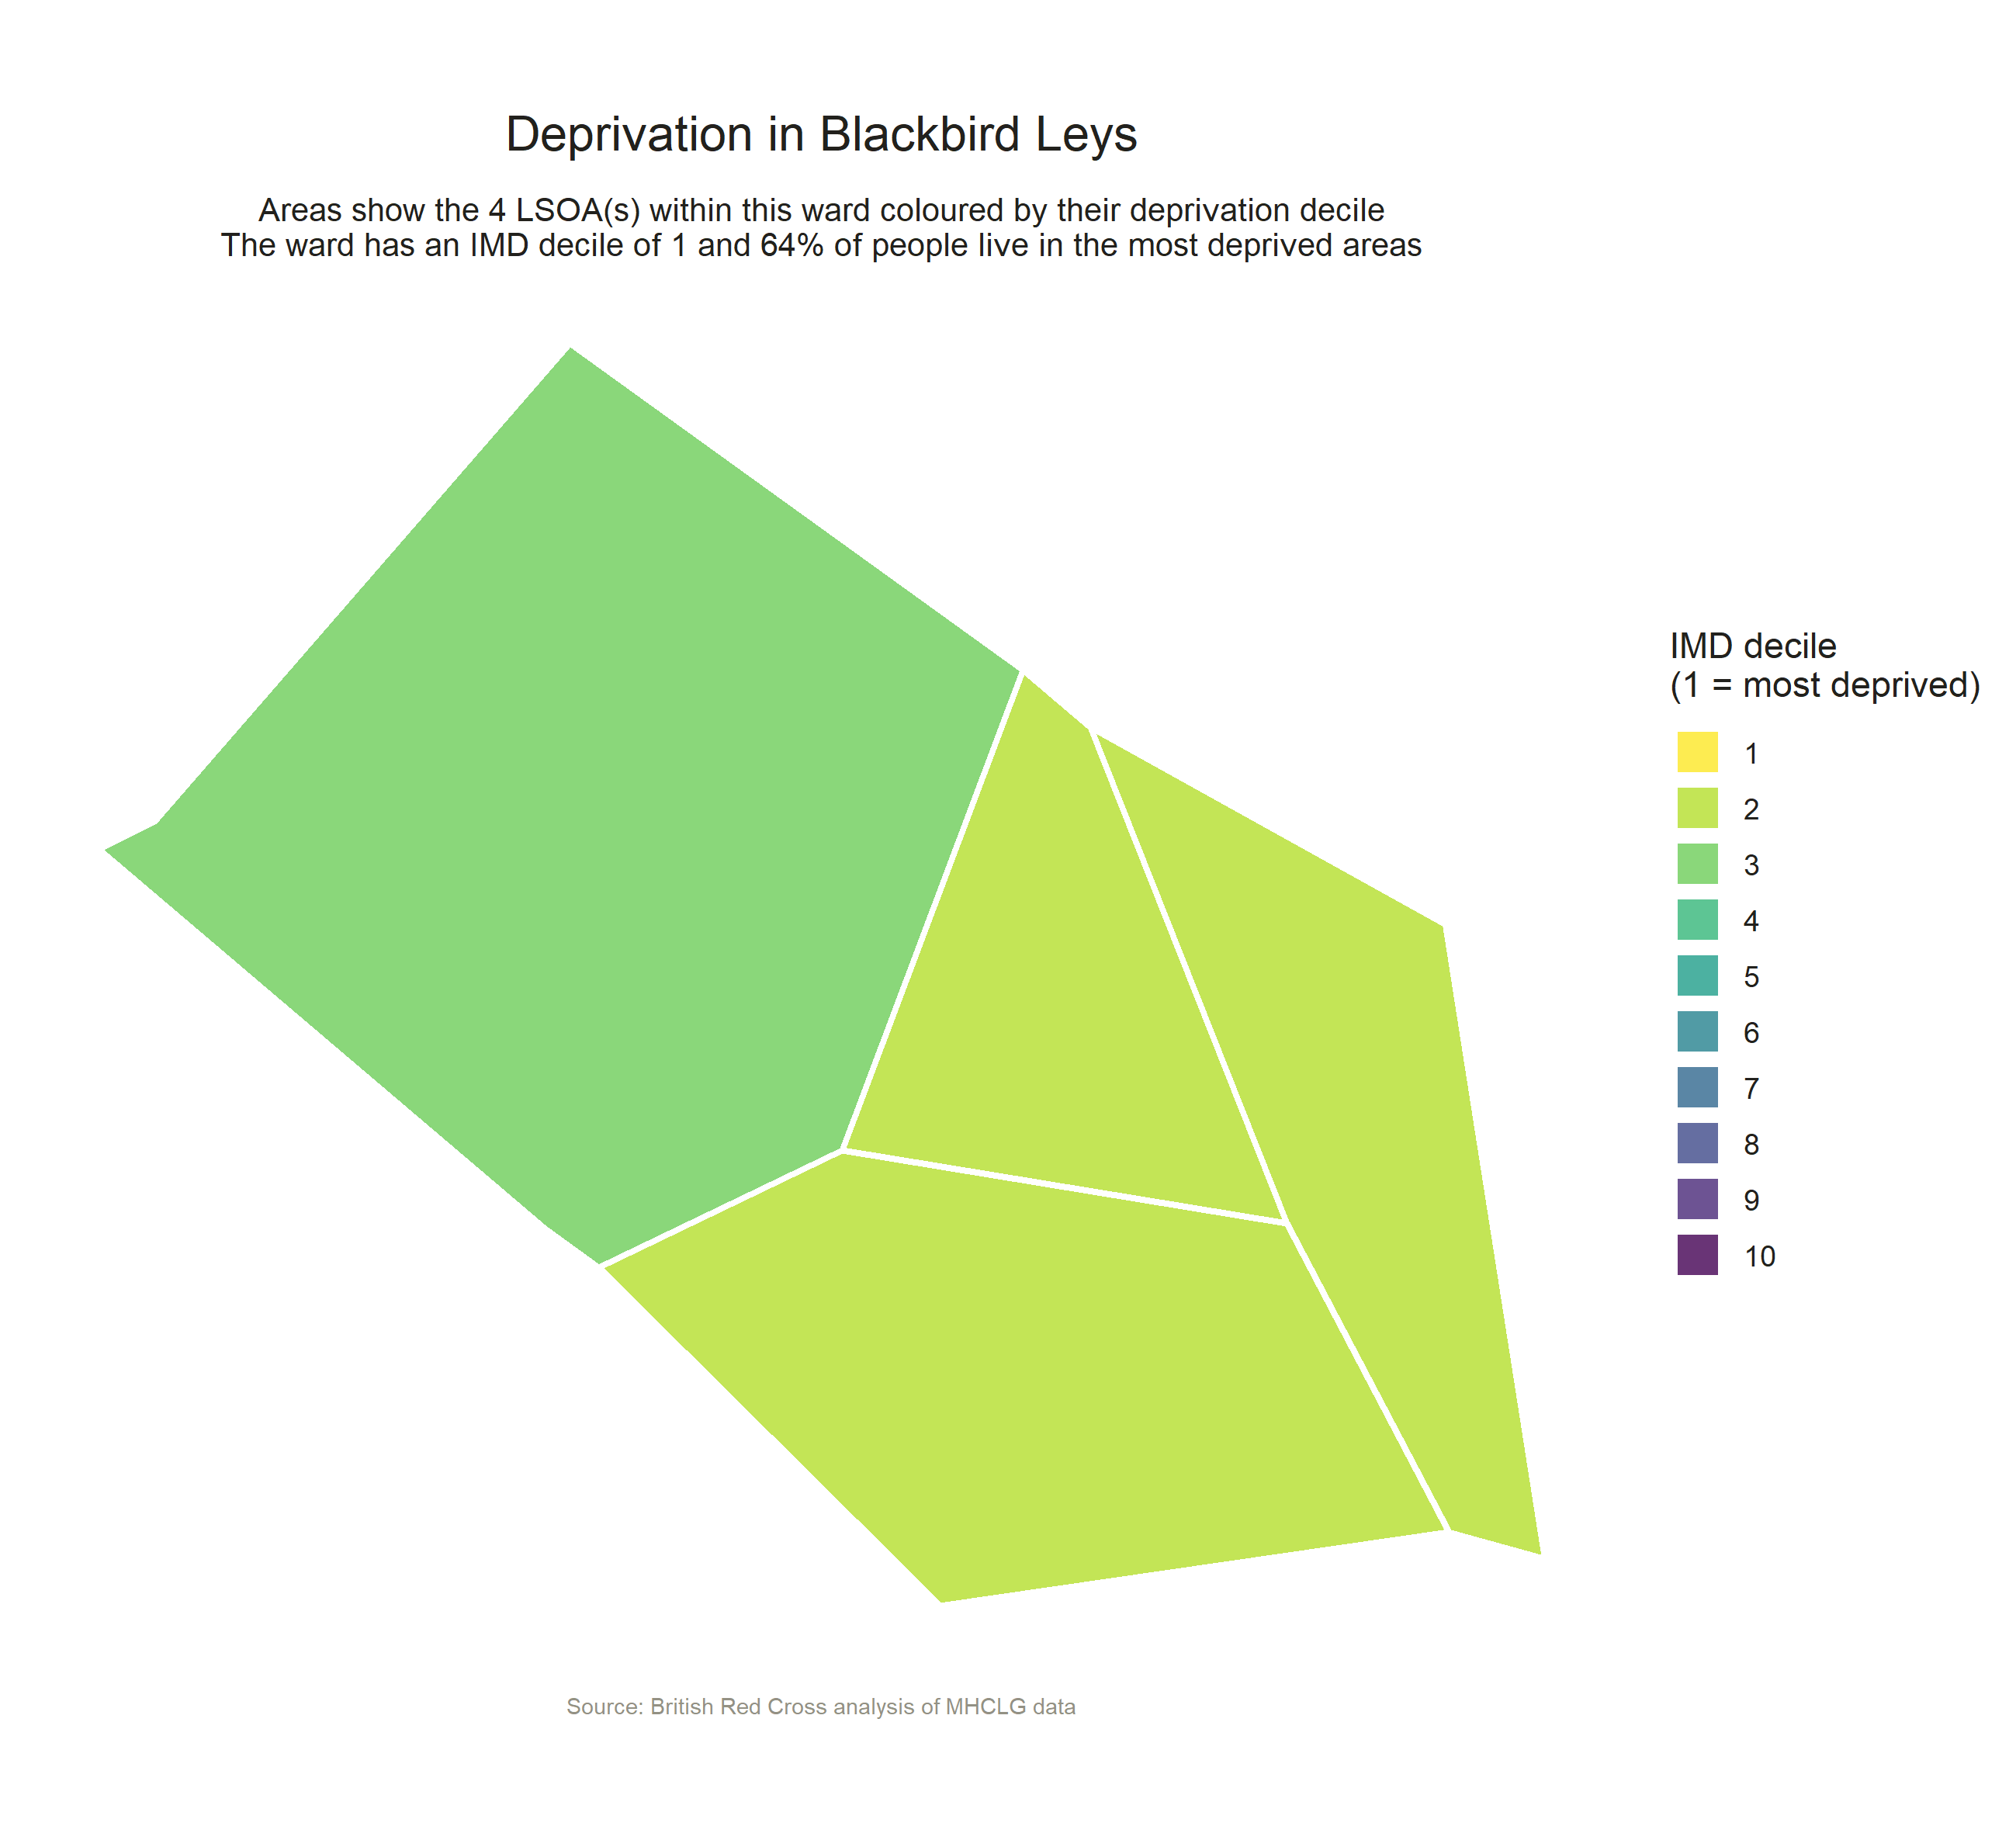 Deprivation in Blackbird Leys
Areas show the 4 LSOA(s) within this ward coloured by their deprivation decile
The ward has an IMD decile of 1 and 64% of people live in the most deprived areas
IMD decile
(1 = most deprived)
1
2
3
4
5
6
7
8
9
10
Source: British Red Cross analysis of MHCLG data